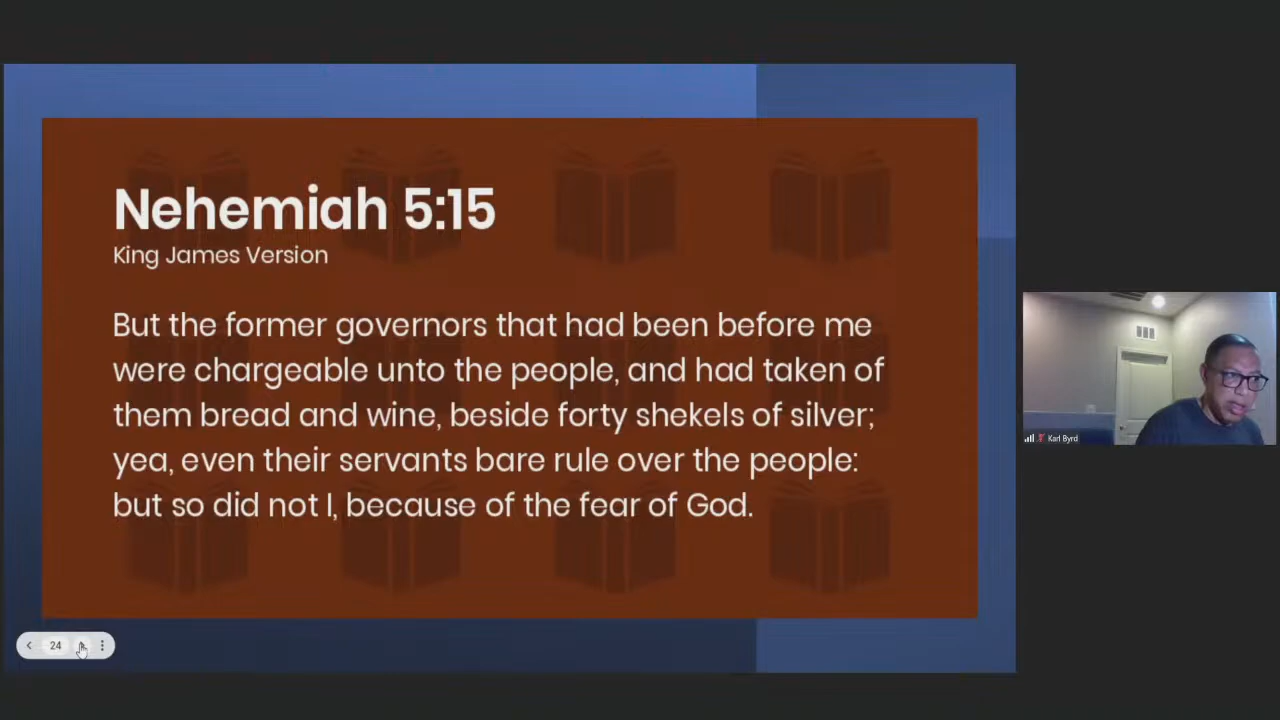 Nehemiah 5:15
King James Version
But the former governors that had been before me
were chargeable unto the people, and had taken of
them bread and wine, beside forty shekels of silver;
yea, even their servants bare rule over the people:
but so did not I, because of the fear of God.
Karl Byrd
24